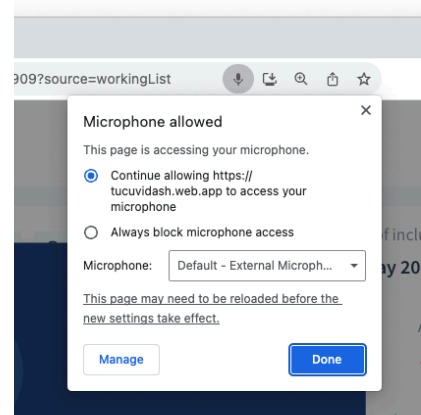 909?source=workingList
Microphone allowed
This page is accessing your microphone.
Continue allowing https://
tucuvidash.web.app to access your
microphone
Always block microphone access
Microphone:
Default - External Microph...
This page may need to be reloaded before the
new settings take effect.
Manage
Done
of inclu
ay 20